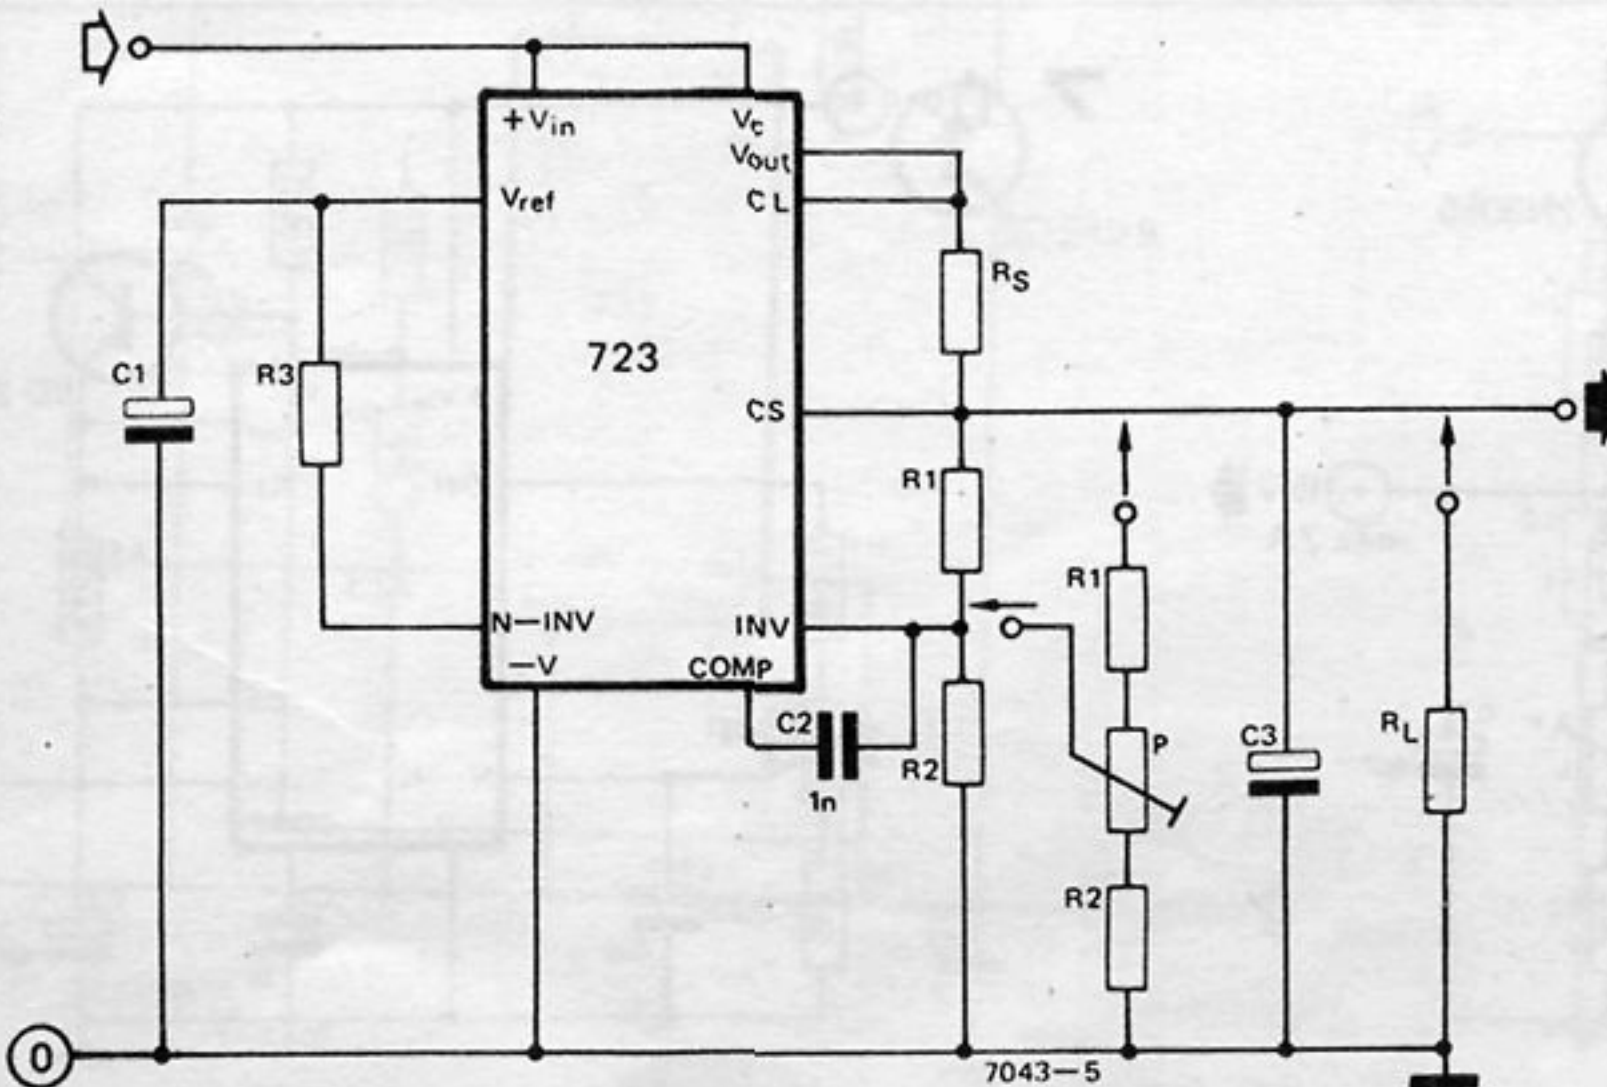 +Vin
Vc
Vout
Vref
CL
RS
723
C1
R3
CS
R1
R1
N—INV
INV
—V
COMP
C2
1n
R2
P
C3
RL
R2
0
7043—5